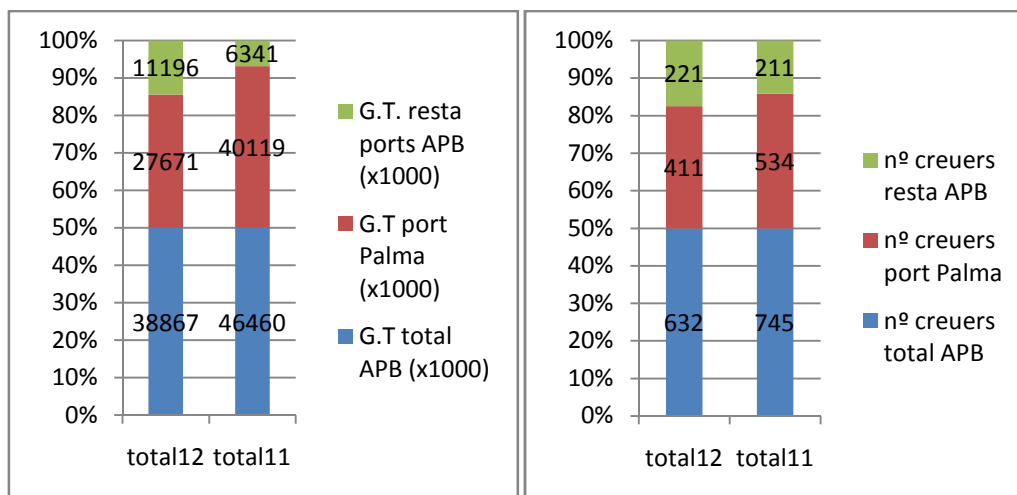 100%
90%
80%
70%
60%
50%
40%
30%
20%
10%
0%
11196
6341
27671
40119
38867
46460
total12 total11
G.T. resta
ports APB
(x1000)
G.T port
Palma
(x1000)
G.T total
APB (x1000)
100%
90%
80%
70%
60%
50%
40%
30%
20%
10%
0%
221
211
411
534
632
745
total12 total11
nº creuers
resta APB
nº creuers
port Palma
nº creuers
total APB